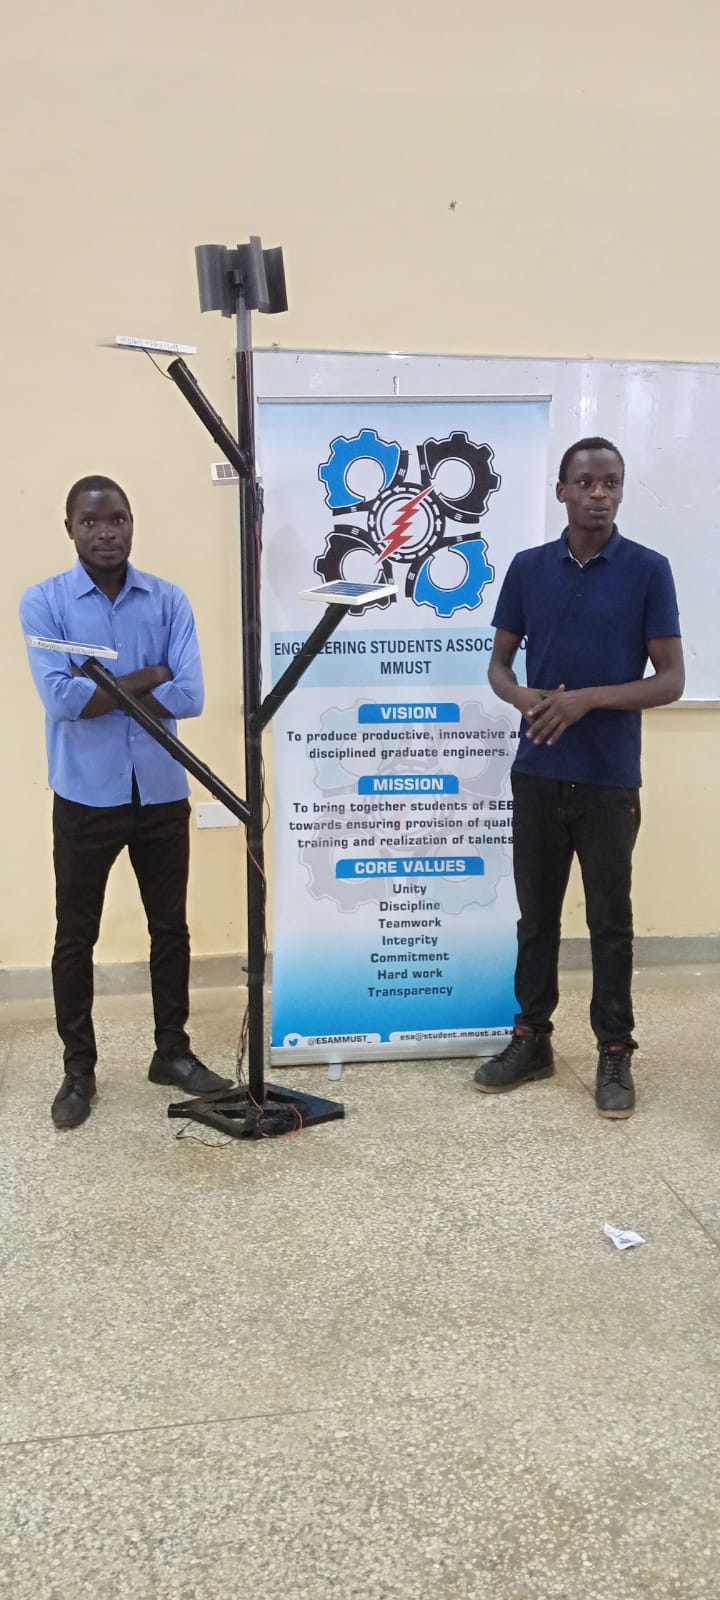 ENGINEERING STUDENTS ASSOC
MMUST
VISION
To produce productive, innovative an
disciplined graduate engineers.
MISSION
To bring together students of SEB
towards ensuring provision of quali
training and realization of talents
CORE VALUES
Unity
Discipline
Teamwork
Integrity
Commitment
Hard work
Transparency
@ESAMMUST_
esa@student.mmust.ac.ke